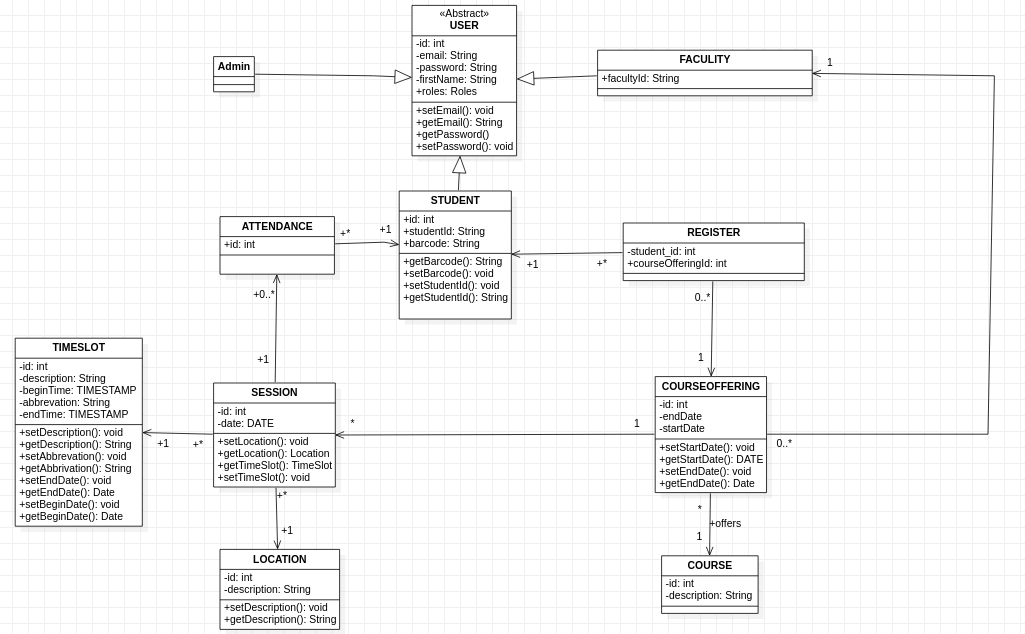 «Abstract»
USER
-id: int
-email: String
-password: String
-firstName: String
+roles: Roles
+setEmail(): void
+getEmail(): String
+getPassword()
+setPassword(): void
Admin
FACULITY
+facultyId: String
1
STUDENT
+id: int
+studentId: String
+barcode: String
+getBarcode(): String
+setBarcode(): void
+setStudentId(): void
+getStudentId(): String
ATTENDANCE
+id: int
+*
+1
REGISTER
-student_id: int
+courseOfferingId: int
+1
+*
+0..*
+1
0..*
1
TIMESLOT
-id: int
-description: String
-beginTime: TIMESTAMP
-abbrevation: String
-endTime: TIMESTAMP
+setDescription(): void
+getDescription(): String
+setAbbrevation(): void
+getAbbrivation(): String
+setEndDate(): void
+getEndDate(): Date
+setBeginDate(): void
+getBeginDate(): Date
+1
+*
SESSION
-id: int
-date: DATE
+setLocation(): void
+getLocation(): Location
+getTimeSlot(): TimeSlot
+setTimeSlot(): void
*
1
COURSEOFFERING
-id: int
-endDate
-startDate
+setStartDate(): void
+getStartDate(): DATE
+setEndDate(): void
+getEndDate(): Date
0..*
+*
+1
LOCATION
-id: int
-description: String
+setDescription(): void
+getDescription(): String
*
+offers
1
COURSE
-id: int
-description: String